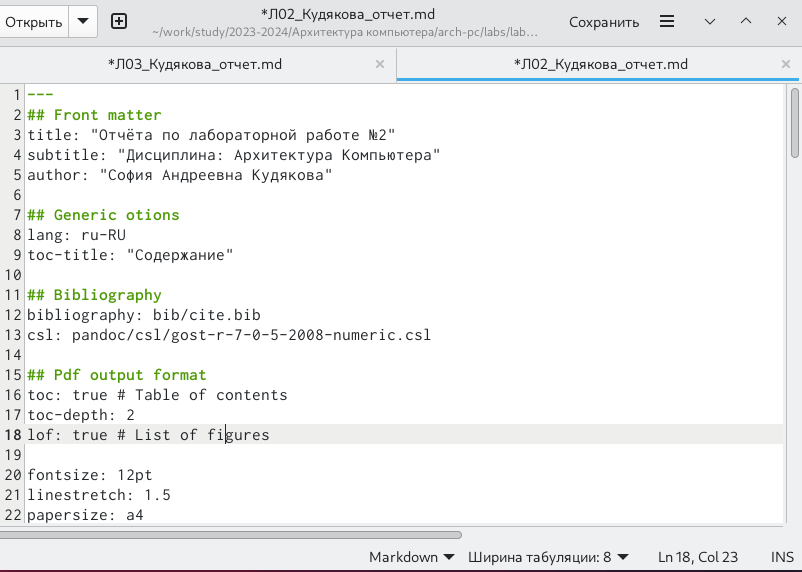 Открыть
*Л02_Кудякова_отчет.md
~/work/study/2023-2024/Архитектура компьютера/arch-pc/labs/lab…
Сохранить
*Л03_Кудякова_отчет.md
*Л02_Кудякова_отчет.md
1 ---
2 ## Front matter
3 title: "Отчёта по лабораторной работе №2"
4 subtitle: "Дисциплина: Архитектура Компьютера"
5 author: "София Андреевна Кудякова"
6
7 ## Generic otions
8 lang: ru-RU
9 toc-title: "Содержание"
10
11 ## Bibliography
12 bibliography: bib/cite.bib
13 csl: pandoc/csl/gost-r-7-0-5-2008-numeric.csl
14
15 ## Pdf output format
16 toc: true # Table of contents
17 toc-depth: 2
18 lof: true # List of figures
19
20 fontsize: 12pt
21 linestretch: 1.5
22 papersize: a4
Markdown Ширина табуляции: 8 Ln 18, Col 23 INS